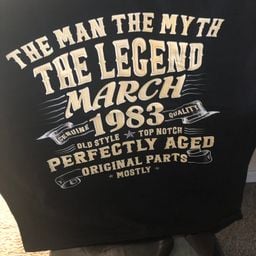 THE MAN THE MYTH
THE LEGEND
MARCH
1983
GENUINE QUALITY
OLD STYLE ★ TOP NOTCH
PERFECTLY AGED
ORIGINAL PARTS
MOSTLY